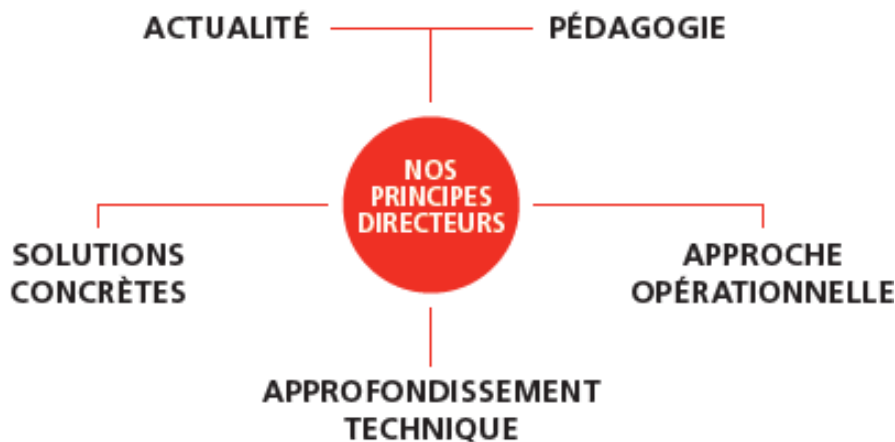 ACTUALITÉ
PÉDAGOGIE
NOS
PRINCIPES
DIRECTEURS
SOLUTIONS
CONCRÈTES
APPROCHE
OPÉRATIONNELLE
APPROFONDISSEMENT
TECHNIQUE